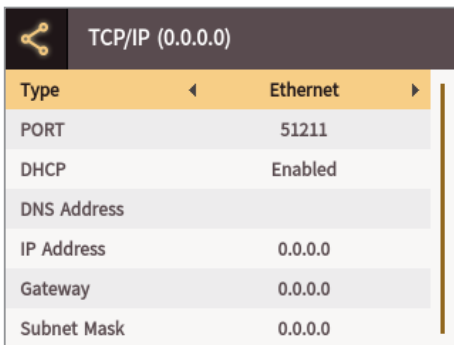 TCP/IP (0.0.0.0)
Type Ethernet
PORT 51211
DHCP Enabled
DNS Address
IP Address 0.0.0.0
Gateway 0.0.0.0
Subnet Mask 0.0.0.0